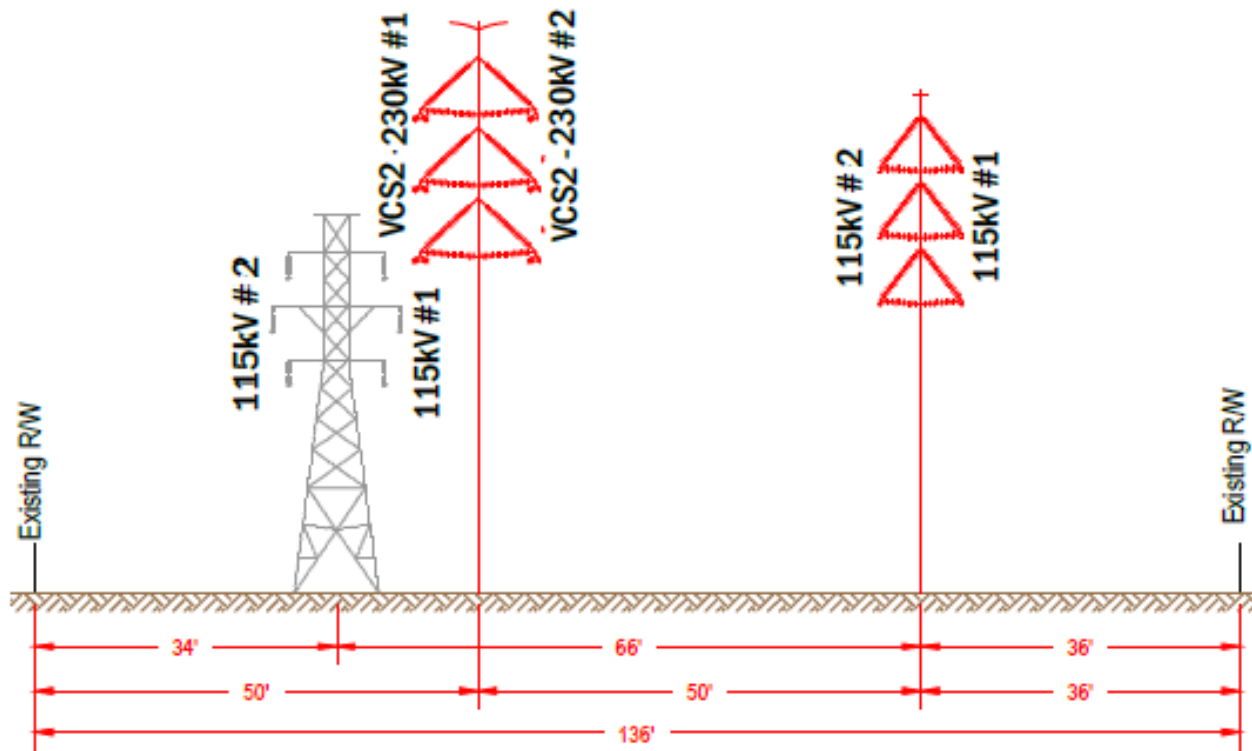 VCS2 - 230kV #1
VCS2 - 230kV #2
115kV # 2
115kV #1
115kV # 2
115kV #1
Existing R/W
Existing R/W
34'
66'
36'
50'
50'
36'
136'